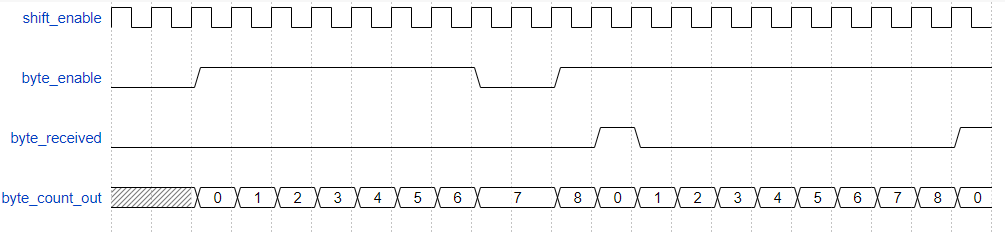 shift_enable
byte_enable
byte_received
byte_count_out 0 1 2 3 4 5 6 7 8 0 1 2 3 4 5 6 7 8 0